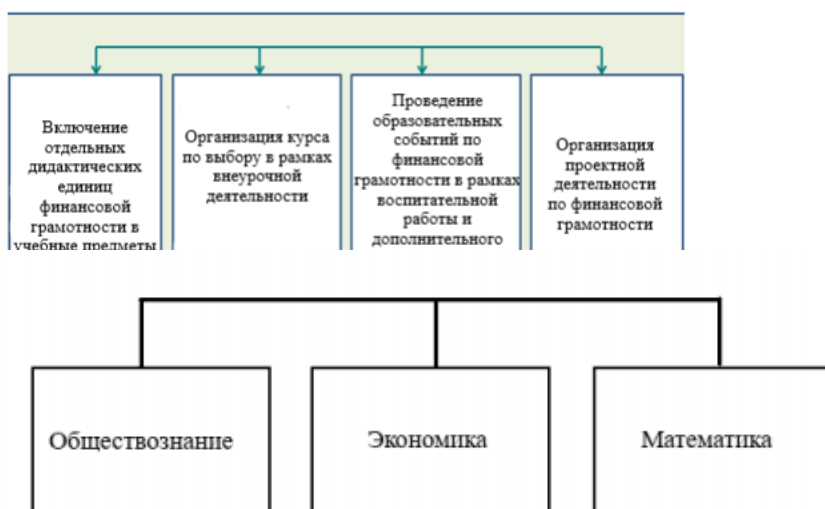 Включение
отдельных
дидактических
единиц
финансовой
грамотности в
учебные предметы
Организация курса
по выбору в рамках
внеурочной
деятельности
Проведение
образовательных
событий по
финансовой
грамотности в рамках
воспитательной
работы и
дополнительного
Организация
проектной
деятельности
по финансовой
грамотности
Обществознание
Экономика
Математика